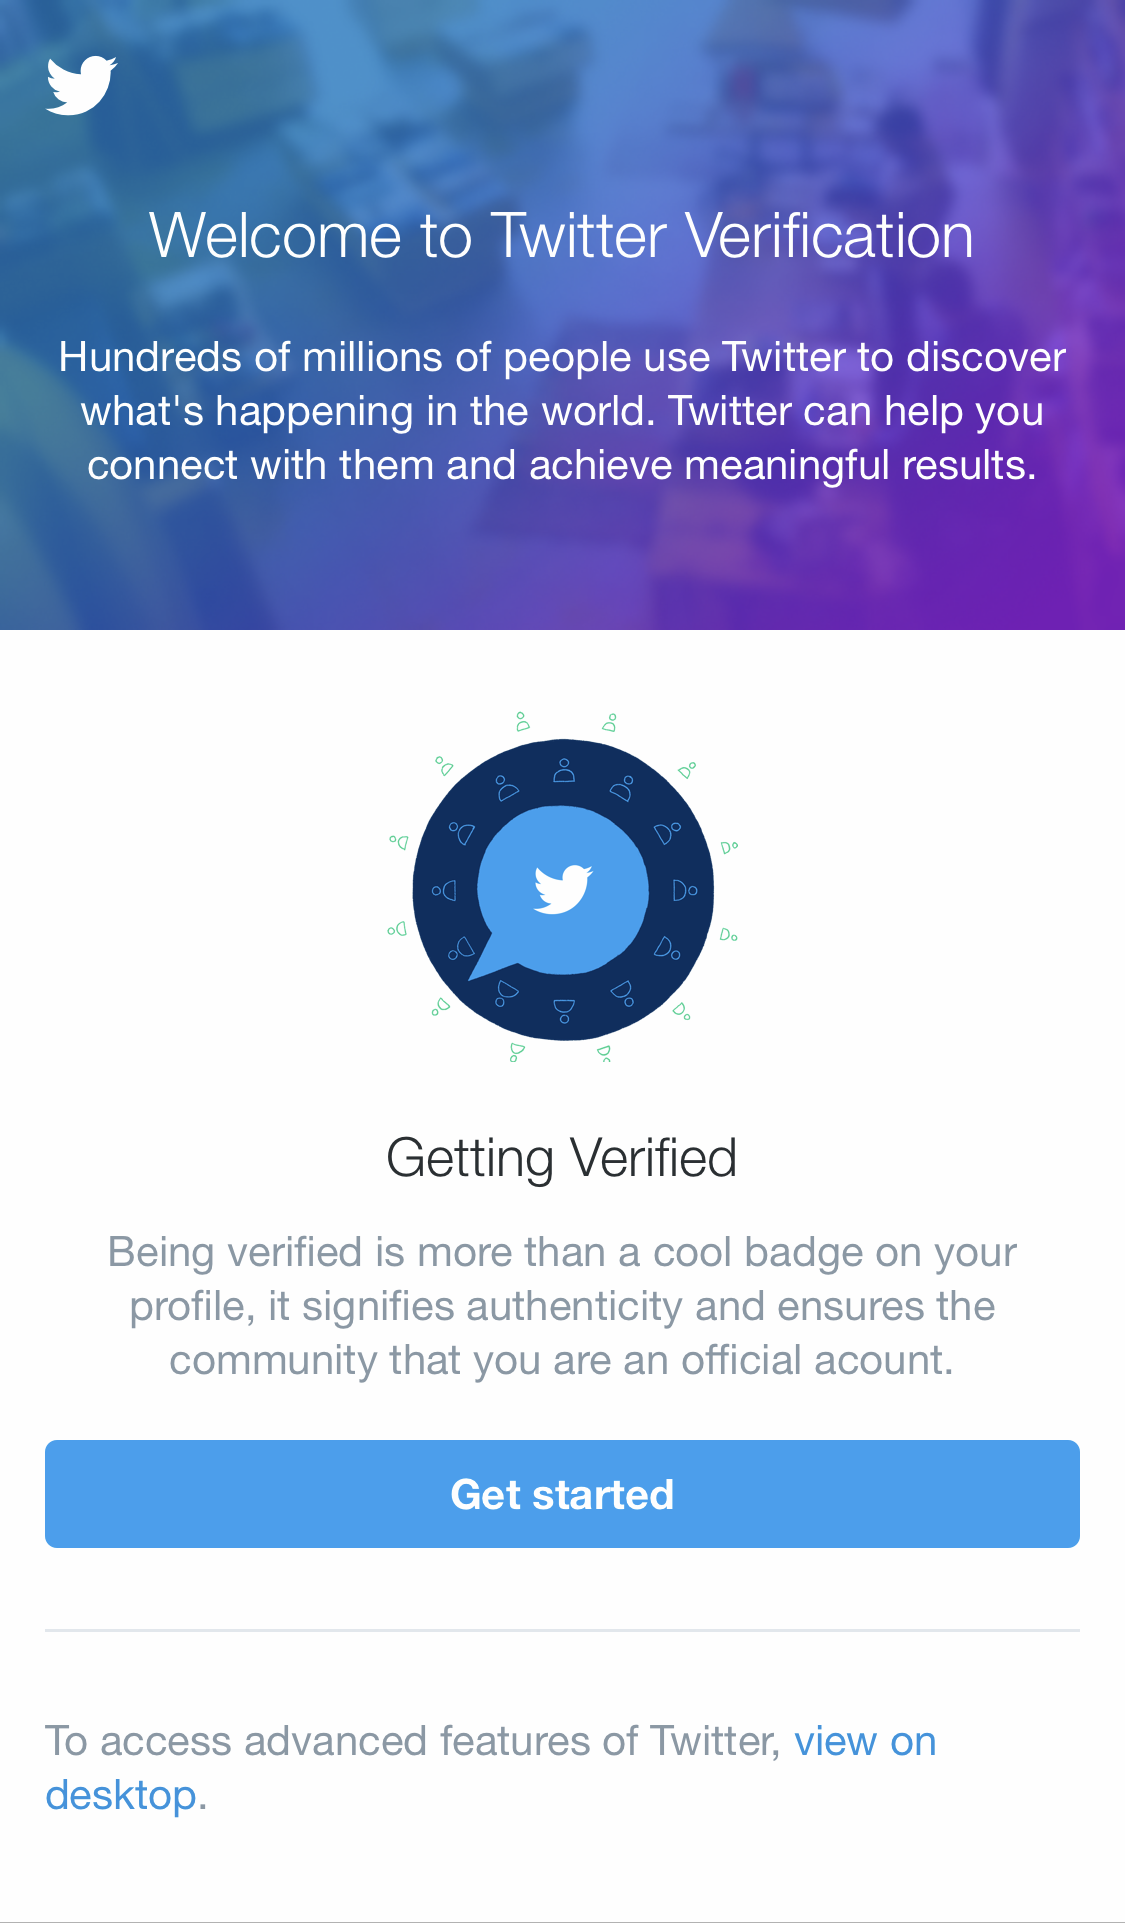 Welcome to Twitter Verification
Hundreds of millions of people use Twitter to discover
what's happening in the world. Twitter can help you
connect with them and achieve meaningful results.
Getting Verified
Being verified is more than a cool badge on your
profile, it signifies authenticity and ensures the
community that you are an official acount.
Get started
To access advanced features of Twitter, view on
desktop.